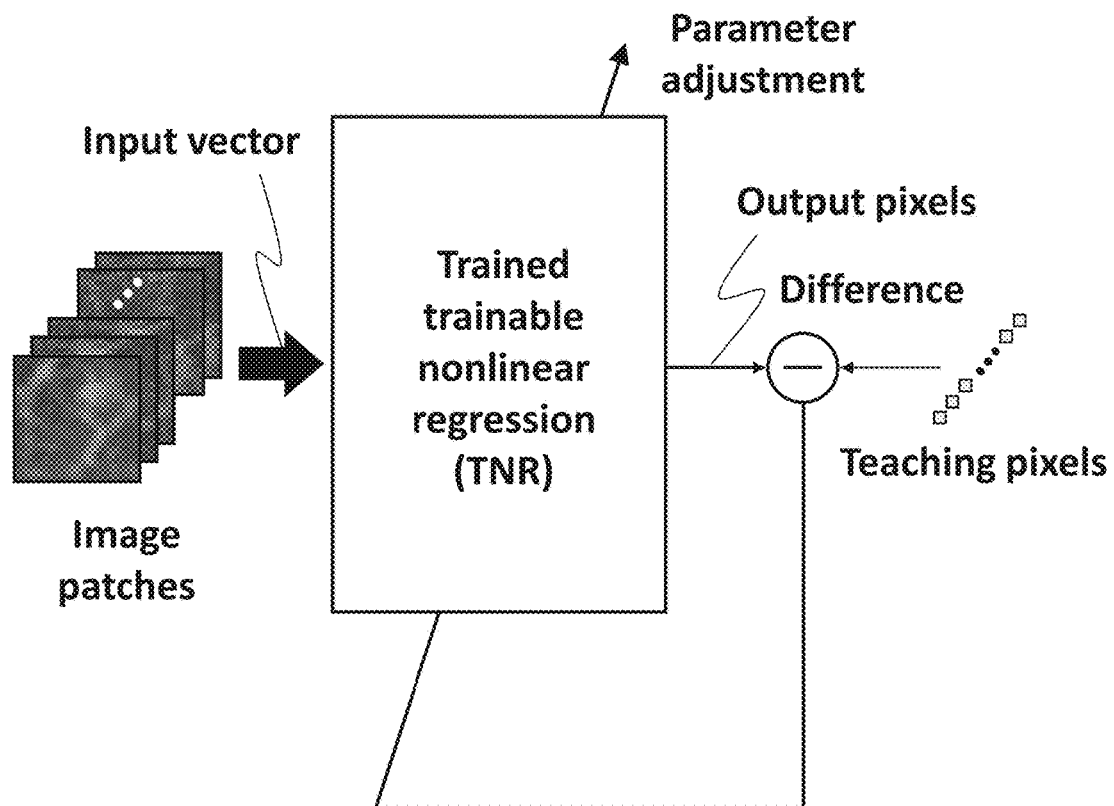 Parameter
adjustment
Input vector
Output pixels
Trained
trainable
nonlinear
regression
(TNR)
Difference
Teaching pixels
Image
patches